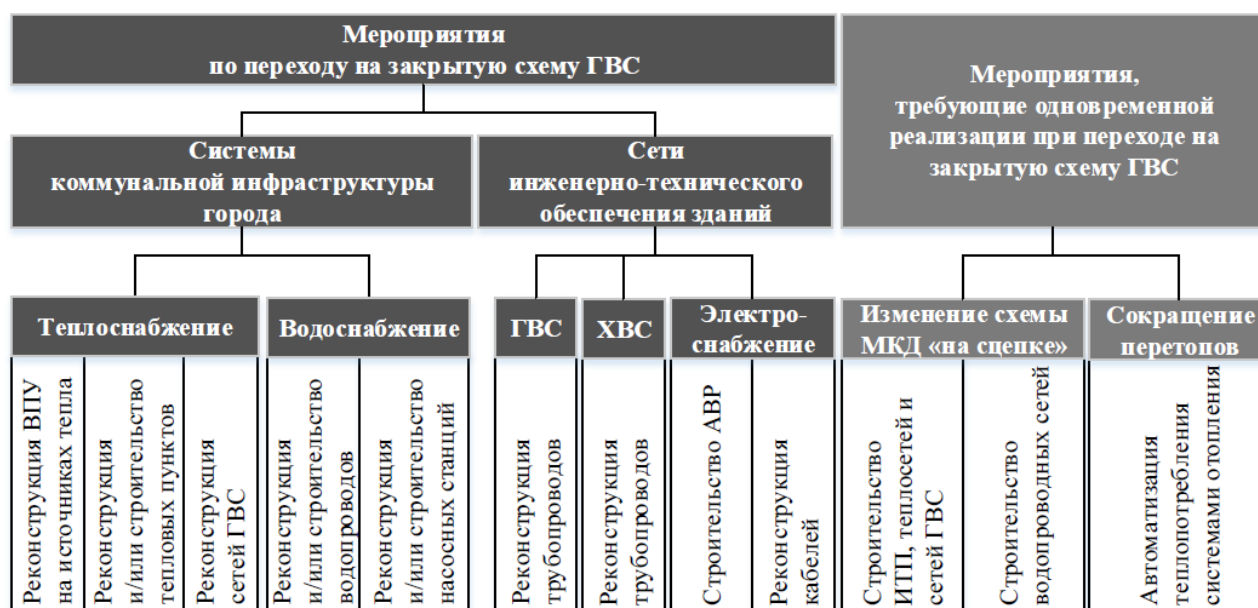 Мероприятия
по переходу на закрытую схему ГВС
Мероприятия,
требующие одновременной
реализации при переходе на
закрытую схему ГВС
Системы
коммунальной инфраструктуры
города
Сети
инженерно-технического
обеспечения зданий
Теплоснабжение
Водоснабжение
ГВС
ХВС
Электро-
снабжение
Изменение схемы
МКД «на сцепке»
Сокращение
перетопов
Реконструкция ВПУ
на источниках тепла
Реконструкция
и/или строительство
тепловых пунктов
Реконструкция
сетей ГВС
Реконструкция
и/или строительство
водопроводов
Реконструкция
и/или строительство
насосных станций
Реконструкция
трубопроводов
Реконструкция
трубопроводов
Строительство АВР
Реконструкция
кабелей
Строительство
ИТП, теплосетей и
сетей ГВС
Строительство
водопроводных сетей
Автоматизация
теплопотребления
системами отопления